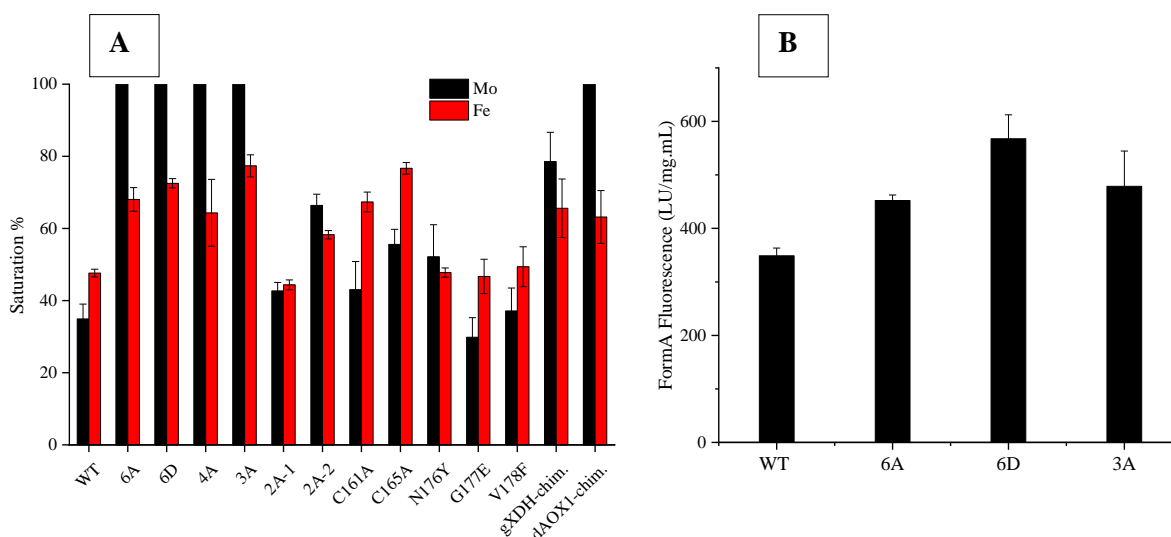 A
B
Mo
Fe
Saturation %
100
80
60
40
20
0
WT
6A
6D
4A
3A
2A-1
2A-2
C161A
C165A
N176Y
G177E
V178F
gXDH-chim.
dAOX1-chim.
FormA Fluorescence (LU/mg.mL)
600
400
200
0
WT
6A
6D
3A